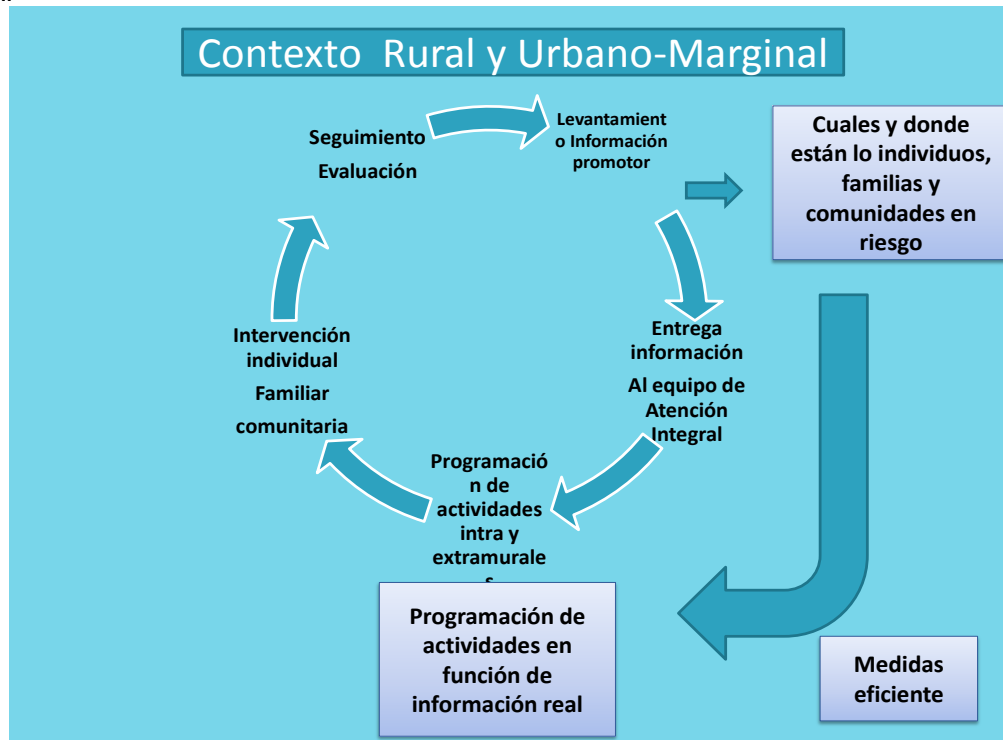 Contexto Rural y Urbano-Marginal
Levantamient
o Información
promotor
Cuales y donde
están lo individuos,
familias y
comunidades en
riesgo
Entrega
información
Al equipo de
Atención
Integral
Programació
n de
actividades
intra y
extramurale
s
Intervención
individual
Familiar
comunitaria
Seguimiento
Evaluación
Programación de
actividades en
función de
información real
Medidas
eficiente